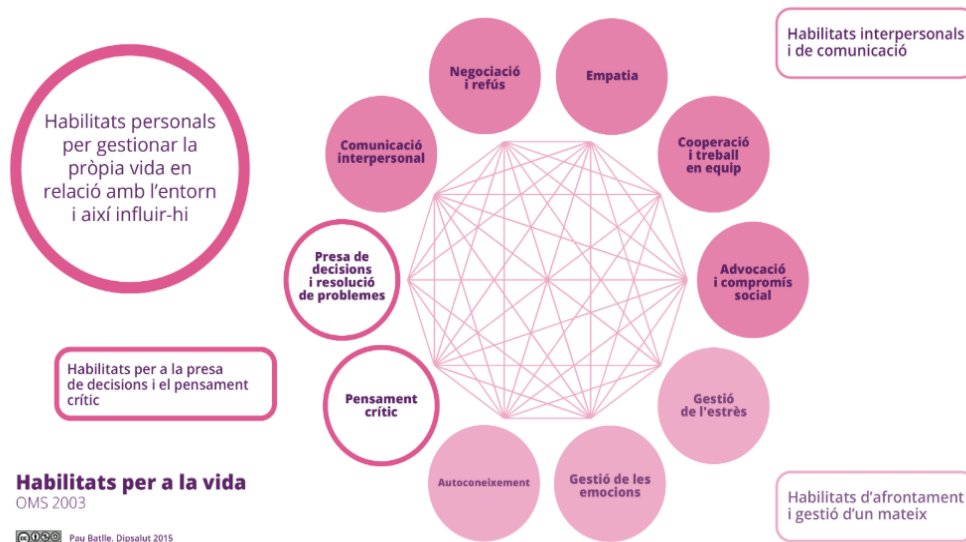 Habilitats personals
per gestionar la
pròpia vida en
relació amb l'entorn
i així influir-hi
Negociació
i refús
Empatia
Habilitats interpersonals
i de comunicació
Comunicació
interpersonal
Cooperació
i treball
en equip
Presa de
decisions
i resolució
de problemes
Advocació
i compromís
social
Habilitats per a la presa
de decisions i el pensament
crític
Pensament
crític
Gestió
de l'estrès
Autoconeixement
Gestió de les
emocions
Habilitats d'afrontament
i gestió d'un mateix
Habilitats per a la vida
OMS 2003
Pau Batlle. Dipsalut 2015